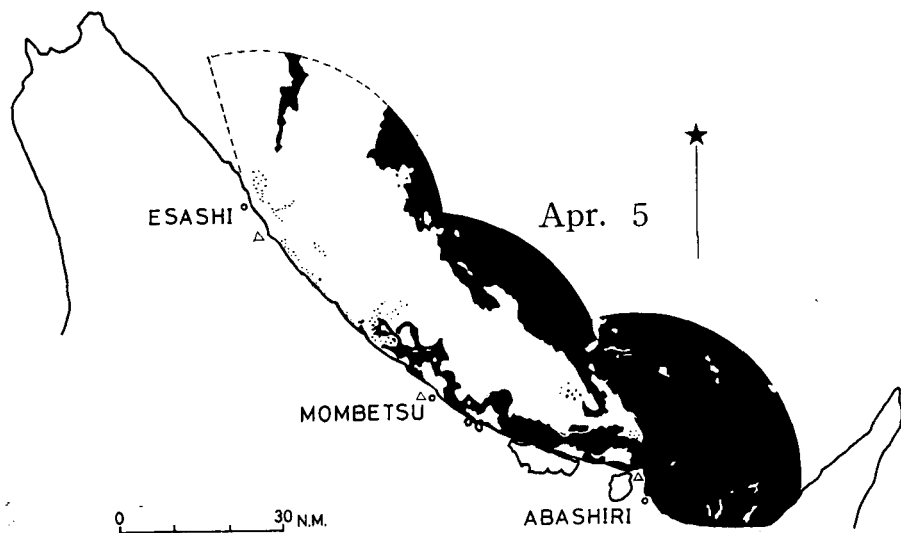 ESASHI
Apr. 5
MOMBETSU
ABASHIRI
0 30 N.M.